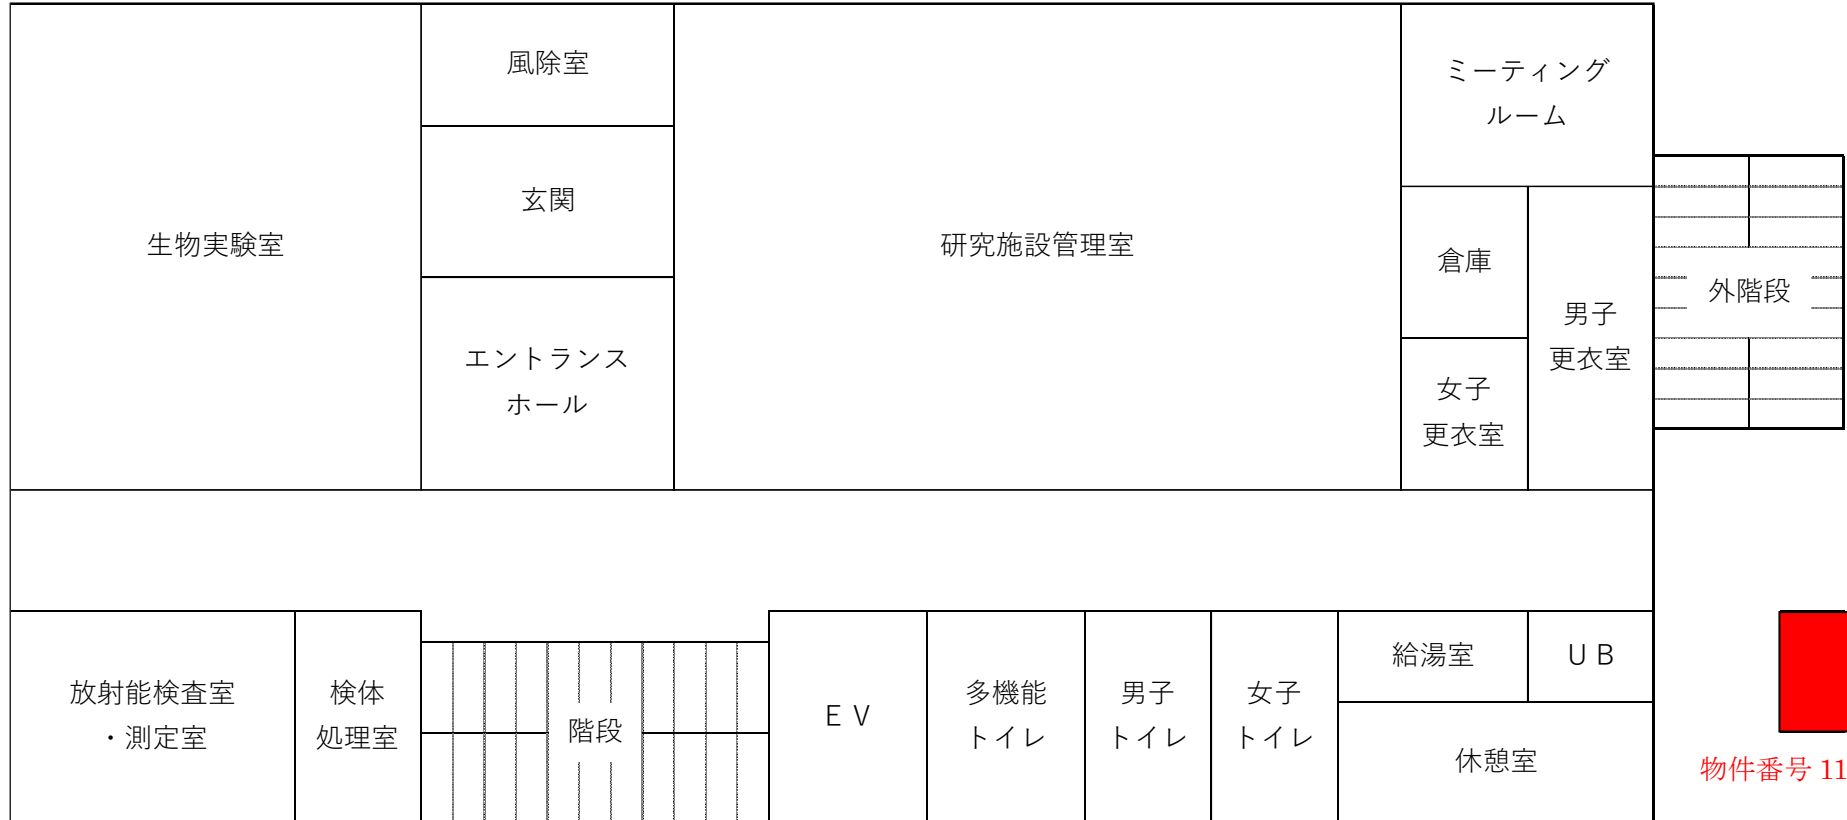 風除室
ミーティング
ルーム
玄関
生物実験室
研究施設管理室
倉庫
外階段
男子
更衣室
エントランス
ホール
女子
更衣室
放射能検査室
・測定室
検体
処理室
階段
ＥＶ
多機能
トイレ
男子
トイレ
女子
トイレ
給湯室
ＵＢ
休憩室
物件番号 11